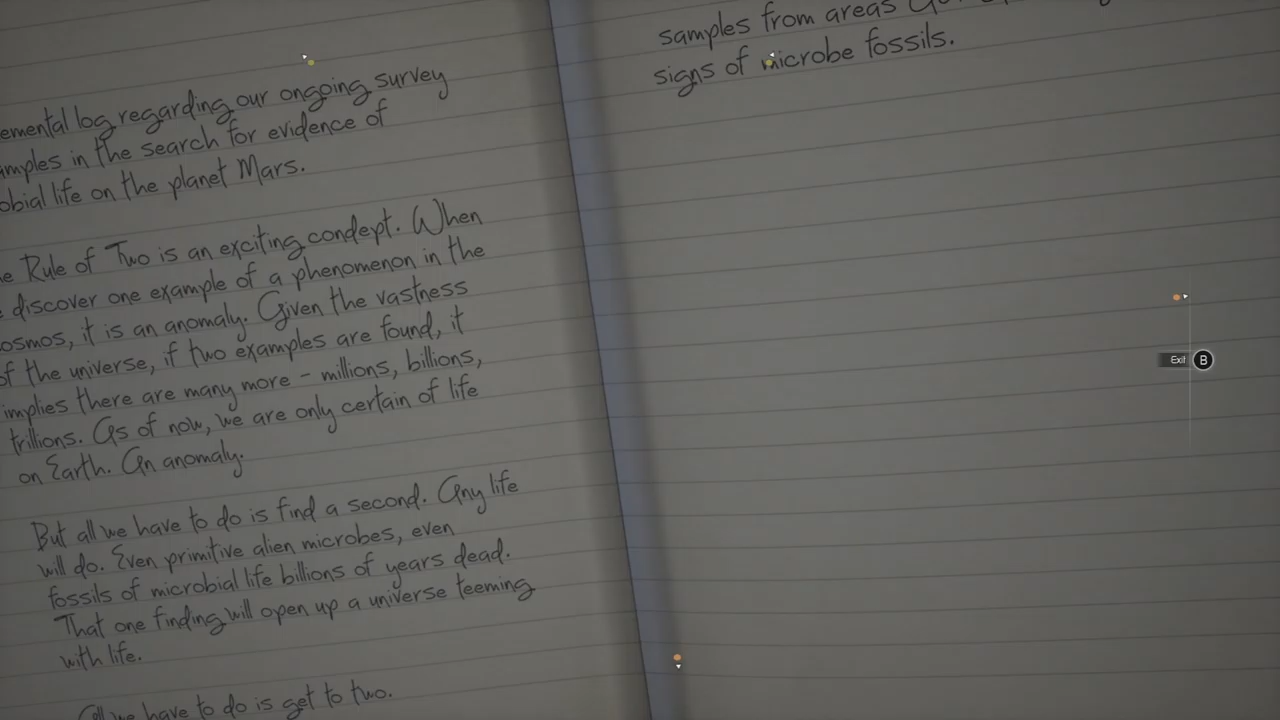 emental log regarding our ongoing survey
amples in the search for evidence of
obial life on the planet Mars.
e Rule of Two is an exciting condept. When
discover one example of a phenomenon in the
osmos, it is an anomaly. Given the vastness
of the universe, if two examples are found, it
implies there are many more - millions, billions,
trillions. As of now, we are only certain of life
on Earth. An anomaly.
But all we have to do is find a second. Any life
will do. Even primitive alien microbes, even
fossils of microbial life billions of years dead.
That one finding will open up a universe teeming
with life.
All we have to do is get to two.
samples from areas
signs of microbe fossils.
Exit B